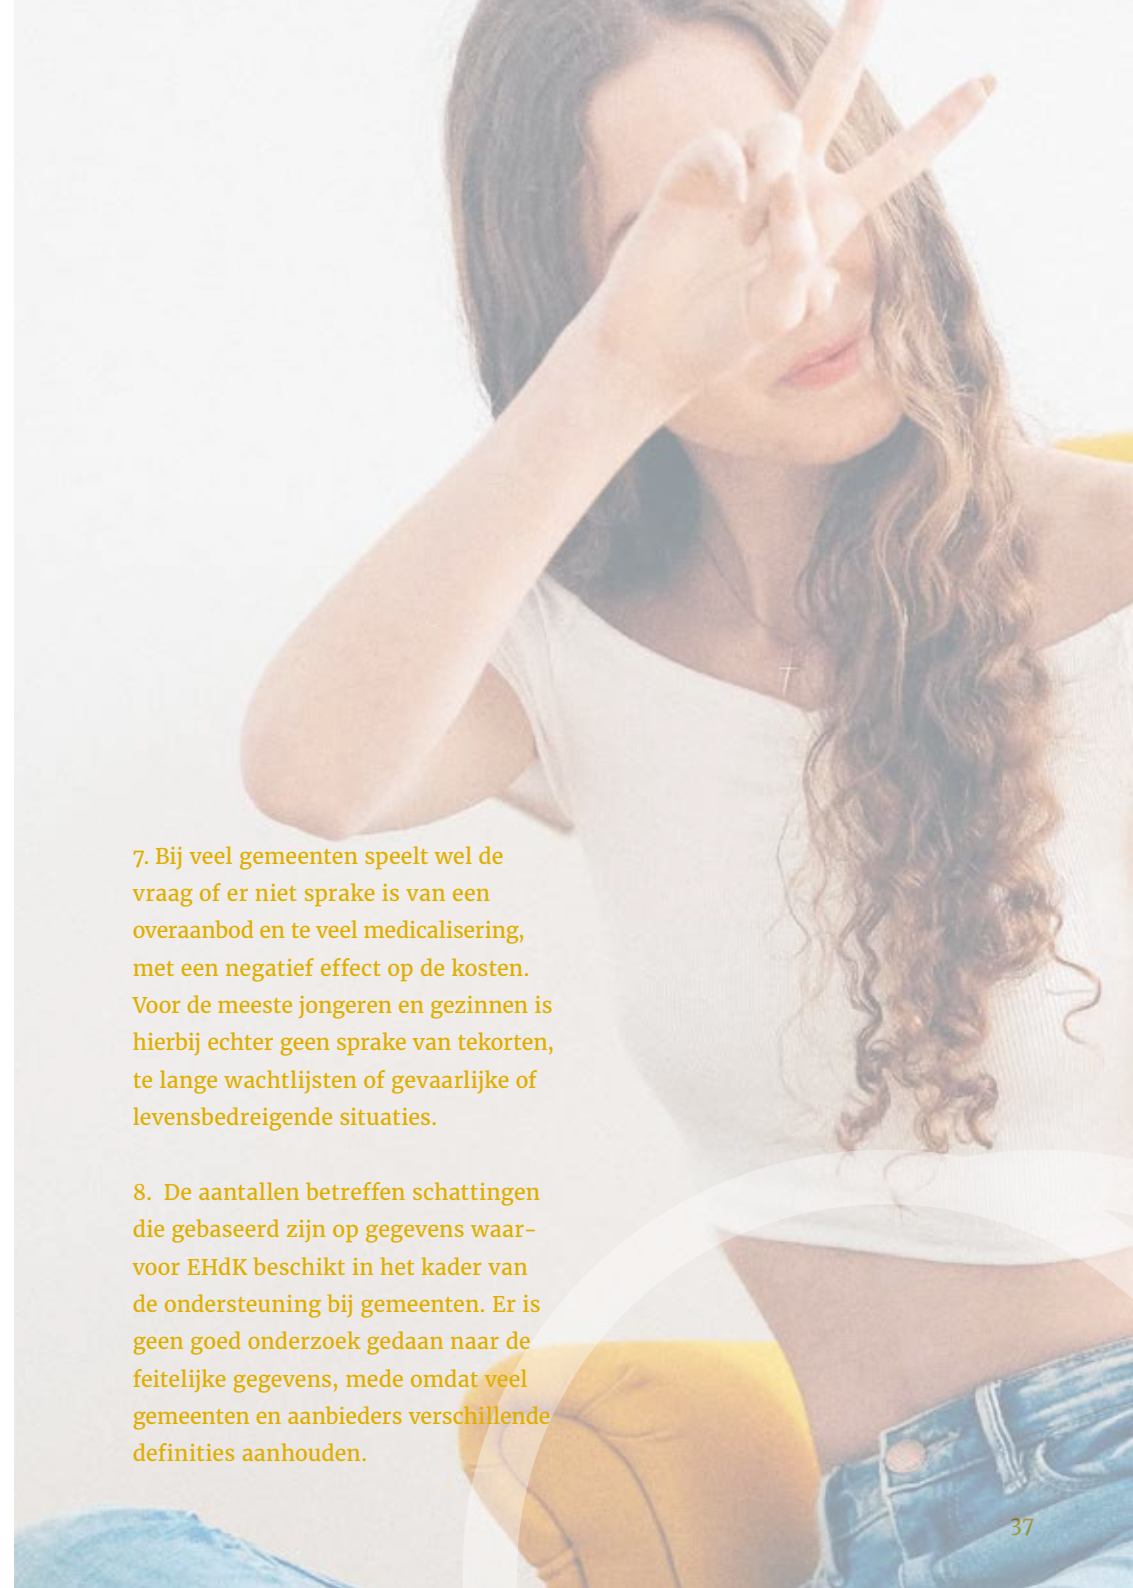 7. Bij veel gemeenten speelt wel de
vraag of er niet sprake is van een
overaanbod en te veel medicalisering,
met een negatief effect op de kosten.
Voor de meeste jongeren en gezinnen is
hierbij echter geen sprake van tekorten,
te lange wachtlijsten of gevaarlijke of
levensbedreigende situaties.
8.  De aantallen betreffen schattingen
die gebaseerd zijn op gegevens waar-
voor EHdK beschikt in het kader van
de ondersteuning bij gemeenten. Er is
geen goed onderzoek gedaan naar de
feitelijke gegevens, mede omdat veel
gemeenten en aanbieders verschillende
definities aanhouden.
37